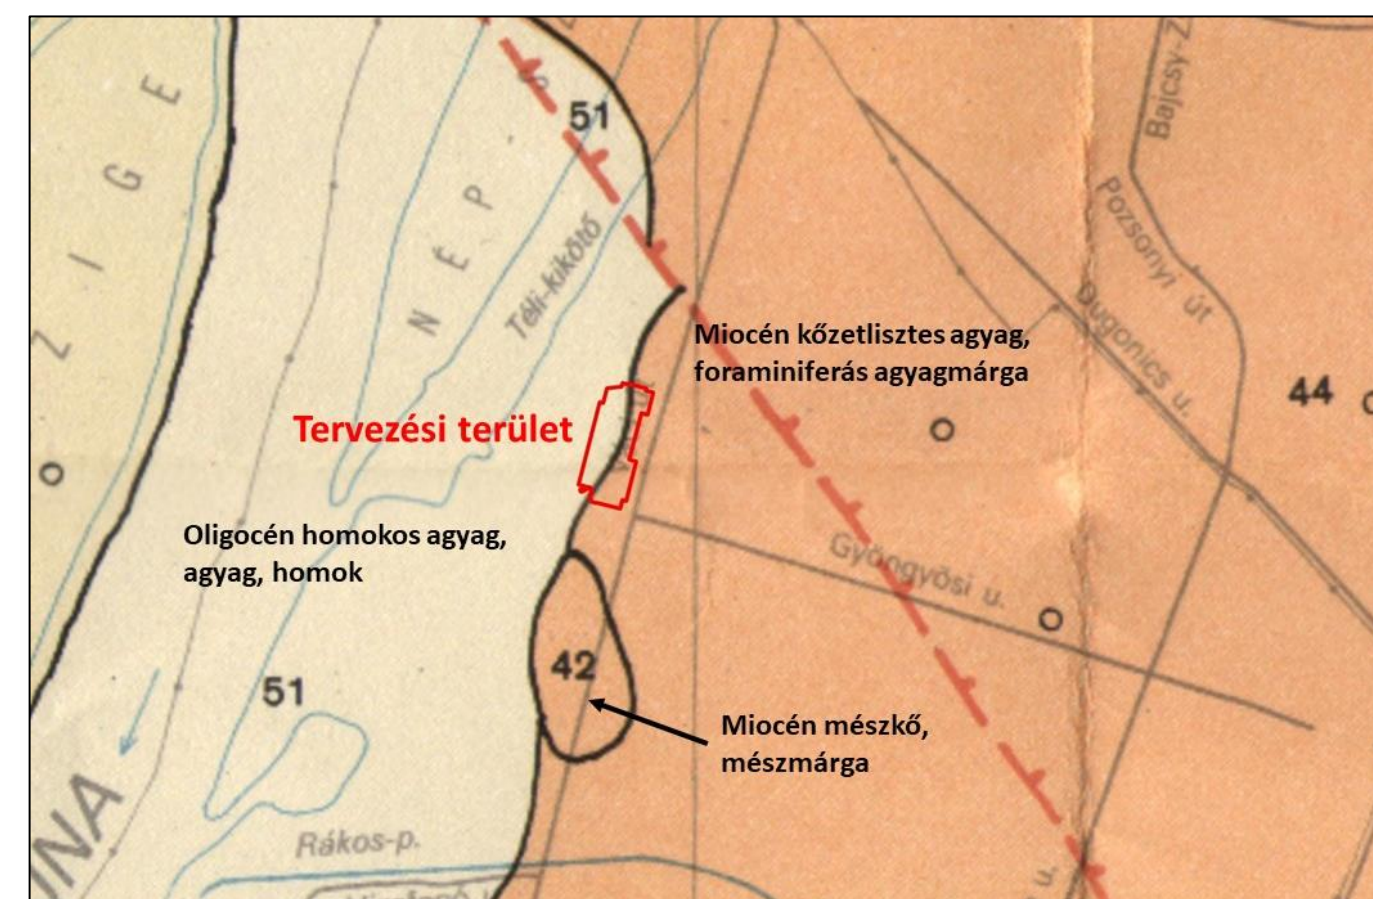 Z I G E
S
51
Bajcsy-Z
N É P
Téli-kikötő
Pozsonyi út
Dugonics u.
Miocén kőzetlisztes agyag,
foraminiferás agyagmárga
44
Tervezési terület
Oligocén homokos agyag,
agyag, homok
Gyöngyösi u.
42
51
Miocén mészkő,
mészmárga
Rákos-p.
UNA
u.